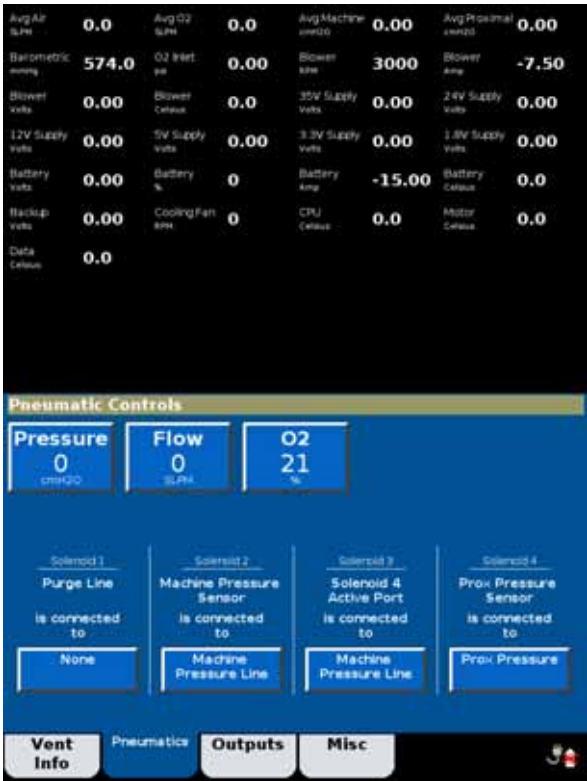 Avg Air 0.0 Avg O2 0.0 Avg Machine 0.00 Avg Proximal 0.00
SLPM SLPM cmH2O cmH2O
Barometric 574.0 O2 Inlet 0.00 Blower 3000 Blower -7.50
mmHg psi RPM Amp
Blower 0.00 Blower 0.0 35V Supply 0.00 24V Supply 0.00
Volts Celsius Volts Volts
12V Supply 0.00 5V Supply 0.00 3.3V Supply 0.00 1.8V Supply 0.00
Volts Volts Volts Volts
Battery 0.00 Battery 0 Battery -15.00 Battery 0.0
Volts % Amp Celsius
Backup 0.00 Cooling Fan 0 CPU 0.0 Motor 0.0
Volts RPM Celsius Celsius
Data 0.0
Celsius
Pneumatic Controls
Pressure Flow O2
0 0 21
cmH2O SLPM %
Solenoid 1 Solenoid 2 Solenoid 3 Solenoid 4
Purge Line Machine Pressure Solenoid 4 Prox Pressure
Sensor Active Port Sensor
is connected is connected is connected is connected
to to to to
None Machine Machine Prox Pressure
Pressure Line Pressure Line
Vent Pneumatics Outputs Misc
Info